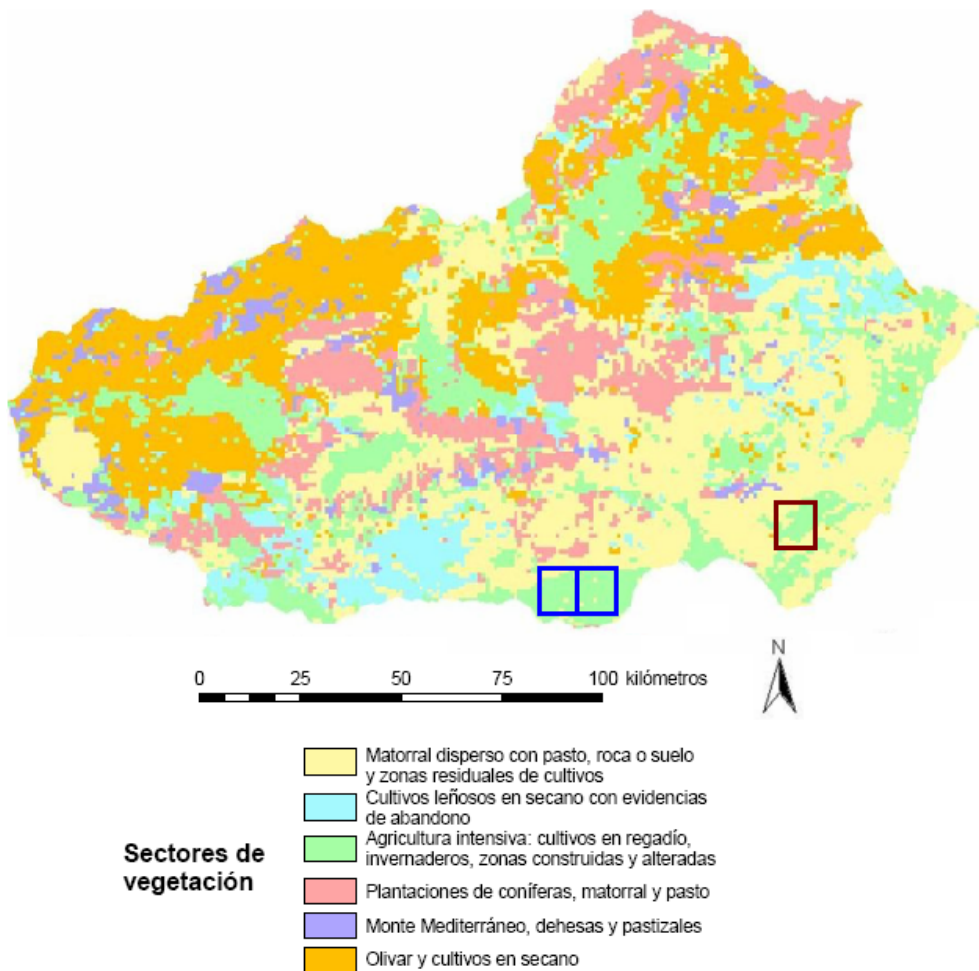 N
0 25 50 75 100 kilómetros
Sectores de
vegetación
Matorral disperso con pasto, roca o suelo
y zonas residuales de cultivos
Cultivos leñosos en secano con evidencias
de abandono
Agricultura intensiva: cultivos en regadío,
invernaderos, zonas construidas y alteradas
Plantaciones de coníferas, matorral y pasto
Monte Mediterráneo, dehesas y pastizales
Olivar y cultivos en secano